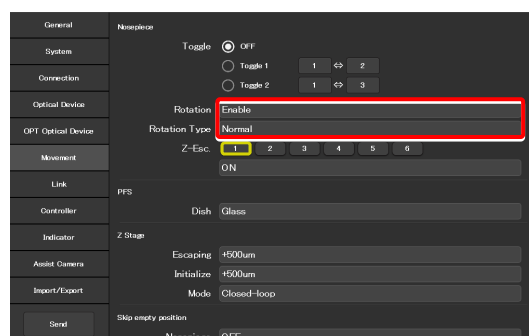 General
System
Connection
Optical Device
OPT Optical Device
Movement
Link
Controller
Indicator
Assist Camera
Import/Export
Send
Nosepiece
Toggle OFF
Toggle 1 1 ⇔ 2
Toggle 2 1 ⇔ 3
Rotation Enable
Rotation Type Normal
Z-Esc. 1 2 3 4 5 6
ON
PFS
Dish Glass
Z Stage
Escaping +500um
Initialize +500um
Mode Closed-loop
Skip empty position
Nosepiece OFF